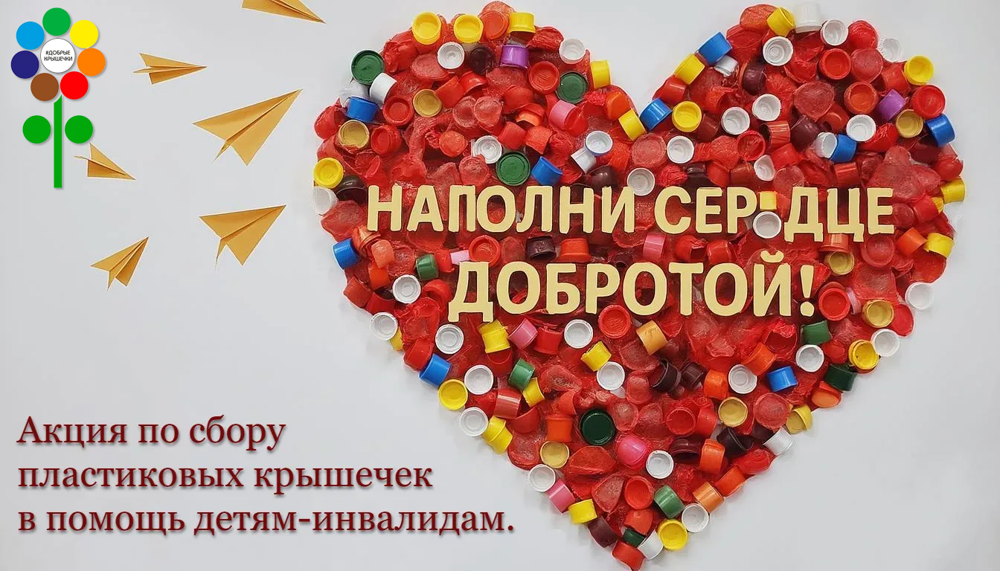 #ДОБРЫЕ
КРЫШЕЧКИ
НАПОЛНИ СЕРДЦЕ
ДОБРОТОЙ!
Акция по сбору
пластиковых крышечек
в помощь детям-инвалидам.